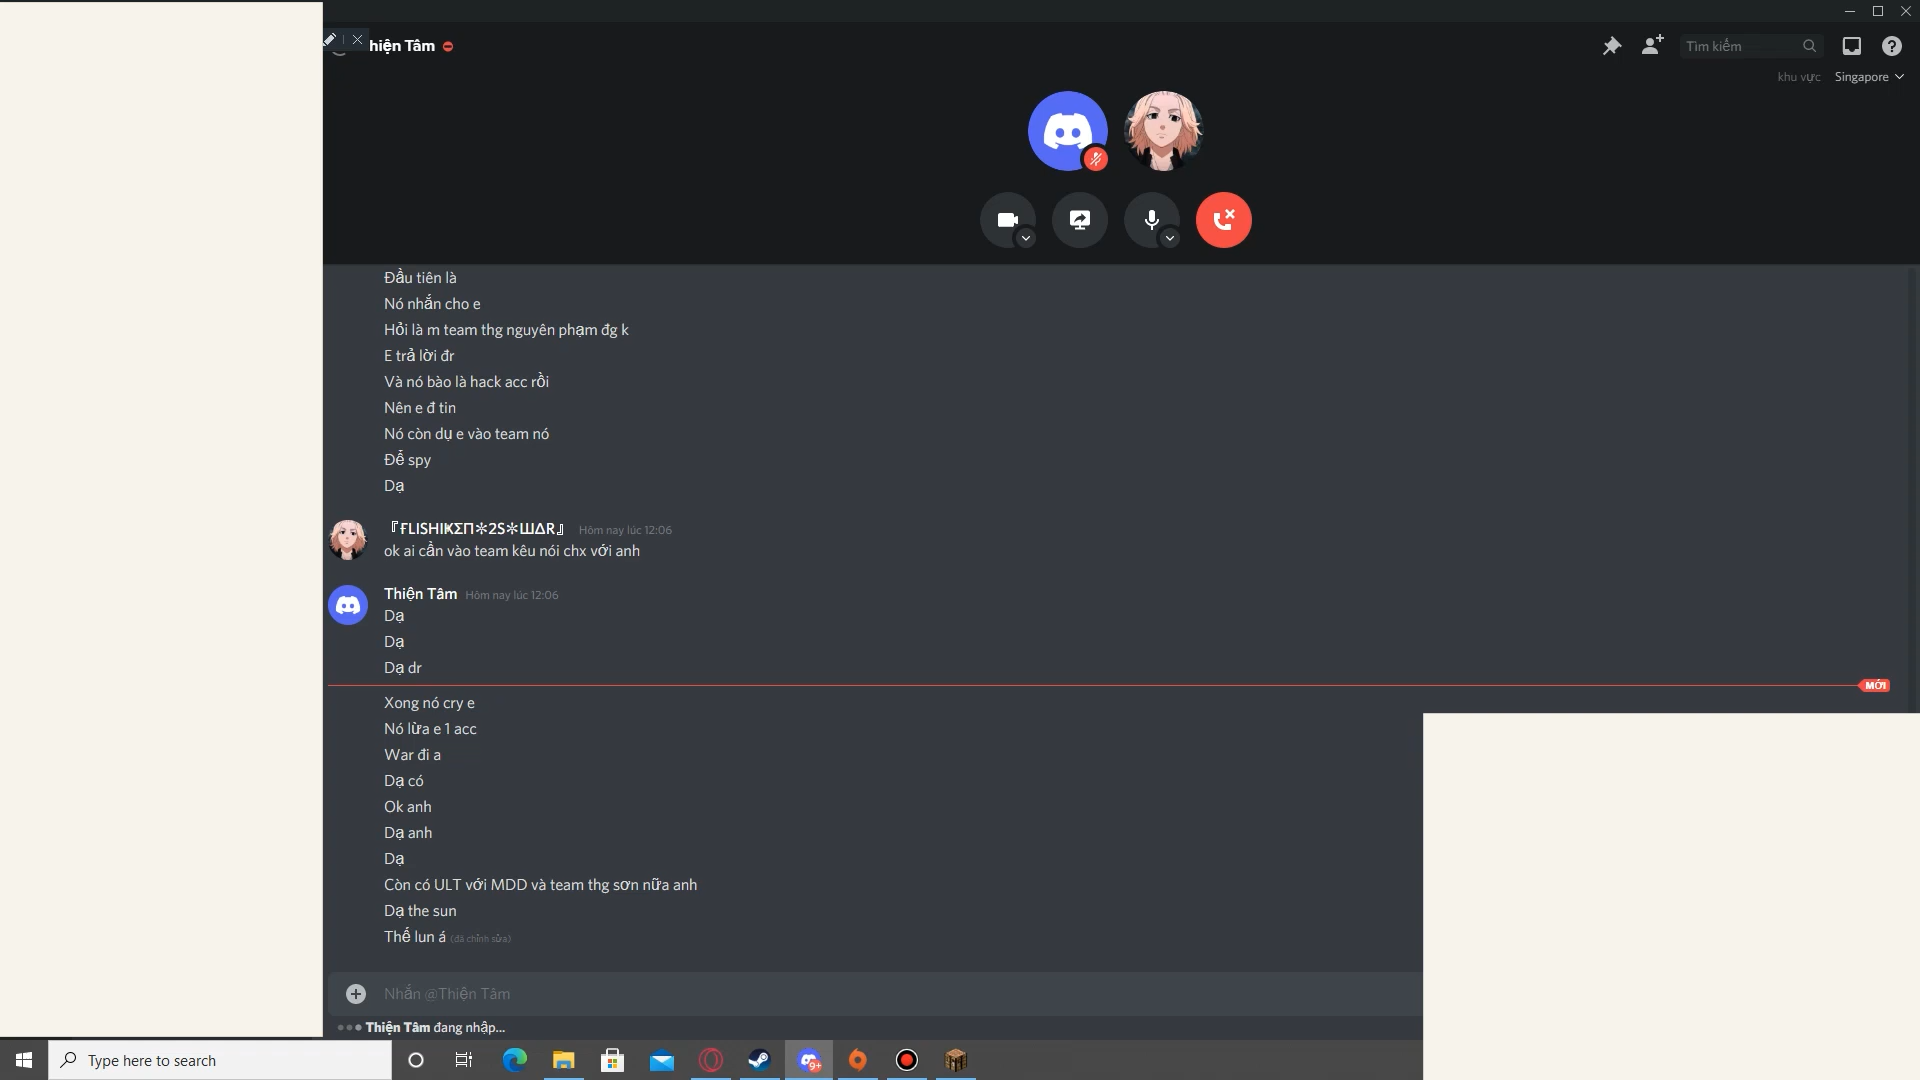 hiện Tâm
Tìm kiếm
khu vực Singapore
Đầu tiên là
Nó nhắn cho e
Hỏi là m team thg nguyên phạm đg k
E trả lời đr
Và nó bào là hack acc rồi
Nên e đ tin
Nó còn dụ e vào team nó
Để spy
Dạ
『ҒLISHIҜΣΠ✲2S✲ШΔR』 Hôm nay lúc 12:06
ok ai cần vào team kêu nói chx với anh
Thiện Tâm Hôm nay lúc 12:06
Dạ
Dạ
Dạ dr
MỚI
Xong nó cry e
Nó lừa e 1 acc
War đi a
Dạ có
Ok anh
Dạ anh
Dạ
Còn có ULT với MDD và team thg sơn nữa anh
Dạ the sun
Thế lun á (đã chỉnh sửa)
Nhắn @Thiện Tâm
Thiện Tâm đang nhập...
Type here to search
9+